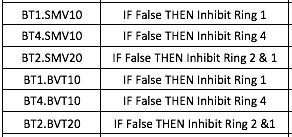 BT1.SMV10 IF False THEN Inhibit Ring 1
BT4.SMV10 IF False THEN Inhibit Ring 4
BT2.SMV20 IF False THEN Inhibit Ring 2 & 1
BT1.BVT10 IF False THEN Inhibit Ring 1
BT4.BVT10 IF False THEN Inhibit Ring 4
BT2.BVT20 IF False THEN Inhibit Ring 2 &1